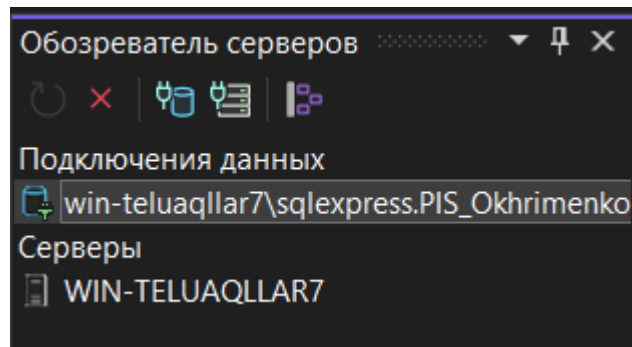 Обозреватель серверов
Подключения данных
win-teluaqllar7\sqlexpress.PIS_Okhrimenko
Серверы
WIN-TELUAQLLAR7